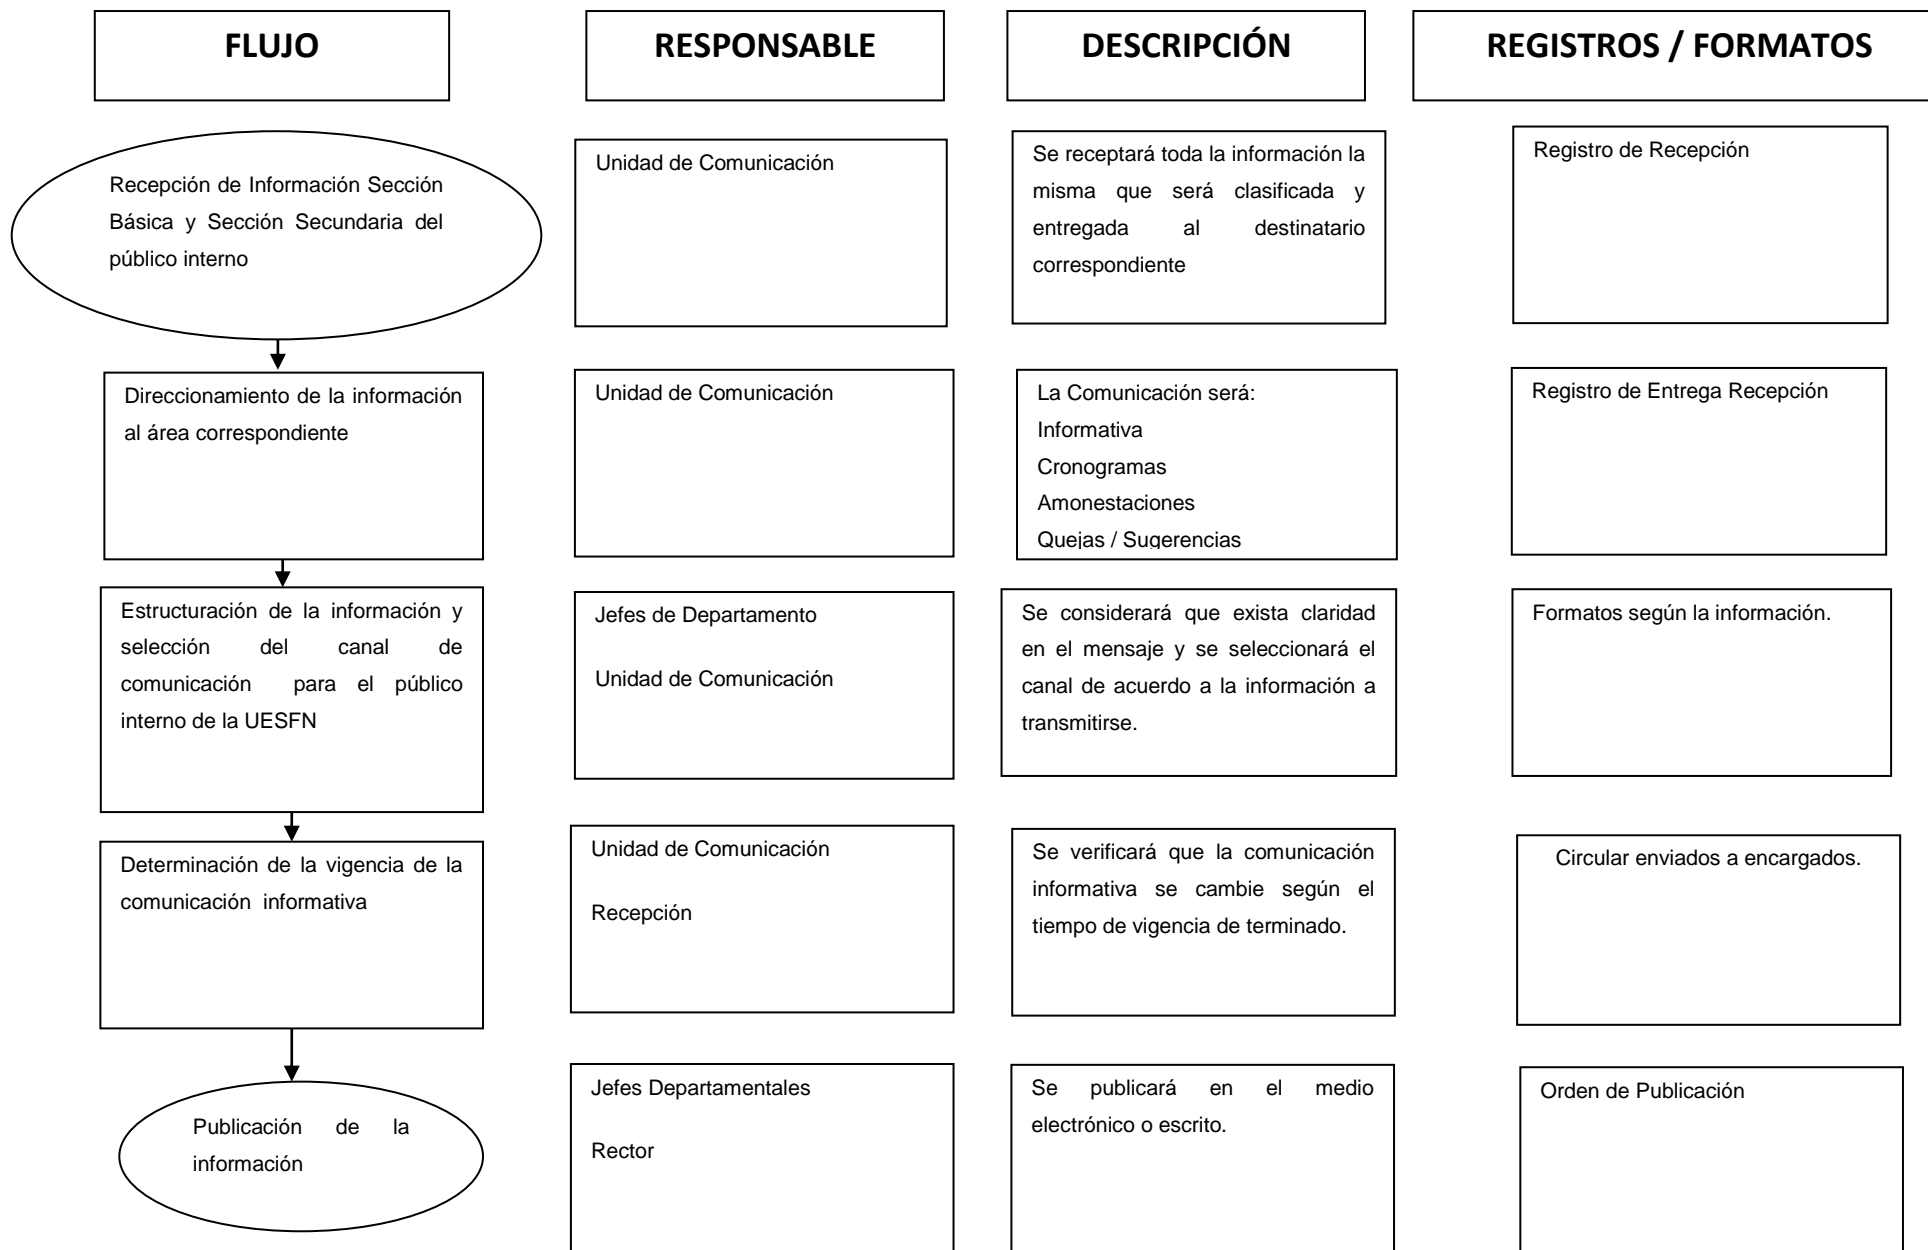 FLUJO
RESPONSABLE
DESCRIPCIÓN
REGISTROS / FORMATOS
Recepción de Información Sección
Básica y Sección Secundaria del
público interno
Unidad de Comunicación
Se receptará toda la información la
misma que será clasificada y
entregada al destinatario
correspondiente
Registro de Recepción
Direccionamiento de la información
al área correspondiente
Unidad de Comunicación
La Comunicación será:
Informativa
Cronogramas
Amonestaciones
Quejas / Sugerencias
Registro de Entrega Recepción
Estructuración de la información y
selección del canal de
comunicación para el público
interno de la UESFN
Jefes de Departamento
Unidad de Comunicación
Se considerará que exista claridad
en el mensaje y se seleccionará el
canal de acuerdo a la información a
transmitirse.
Formatos según la información.
Determinación de la vigencia de la
comunicación informativa
Unidad de Comunicación
Recepción
Se verificará que la comunicación
informativa se cambie según el
tiempo de vigencia de terminado.
Circular enviados a encargados.
Publicación de la
información
Jefes Departamentales
Rector
Se publicará en el medio
electrónico o escrito.
Orden de Publicación